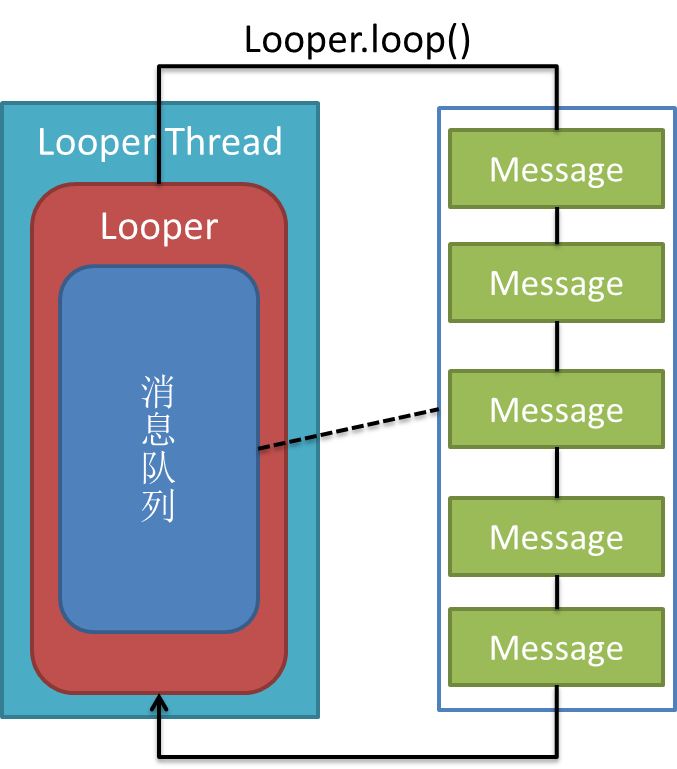 Looper.loop()
Looper Thread
Looper
消息队列
Message
Message
Message
Message
Message